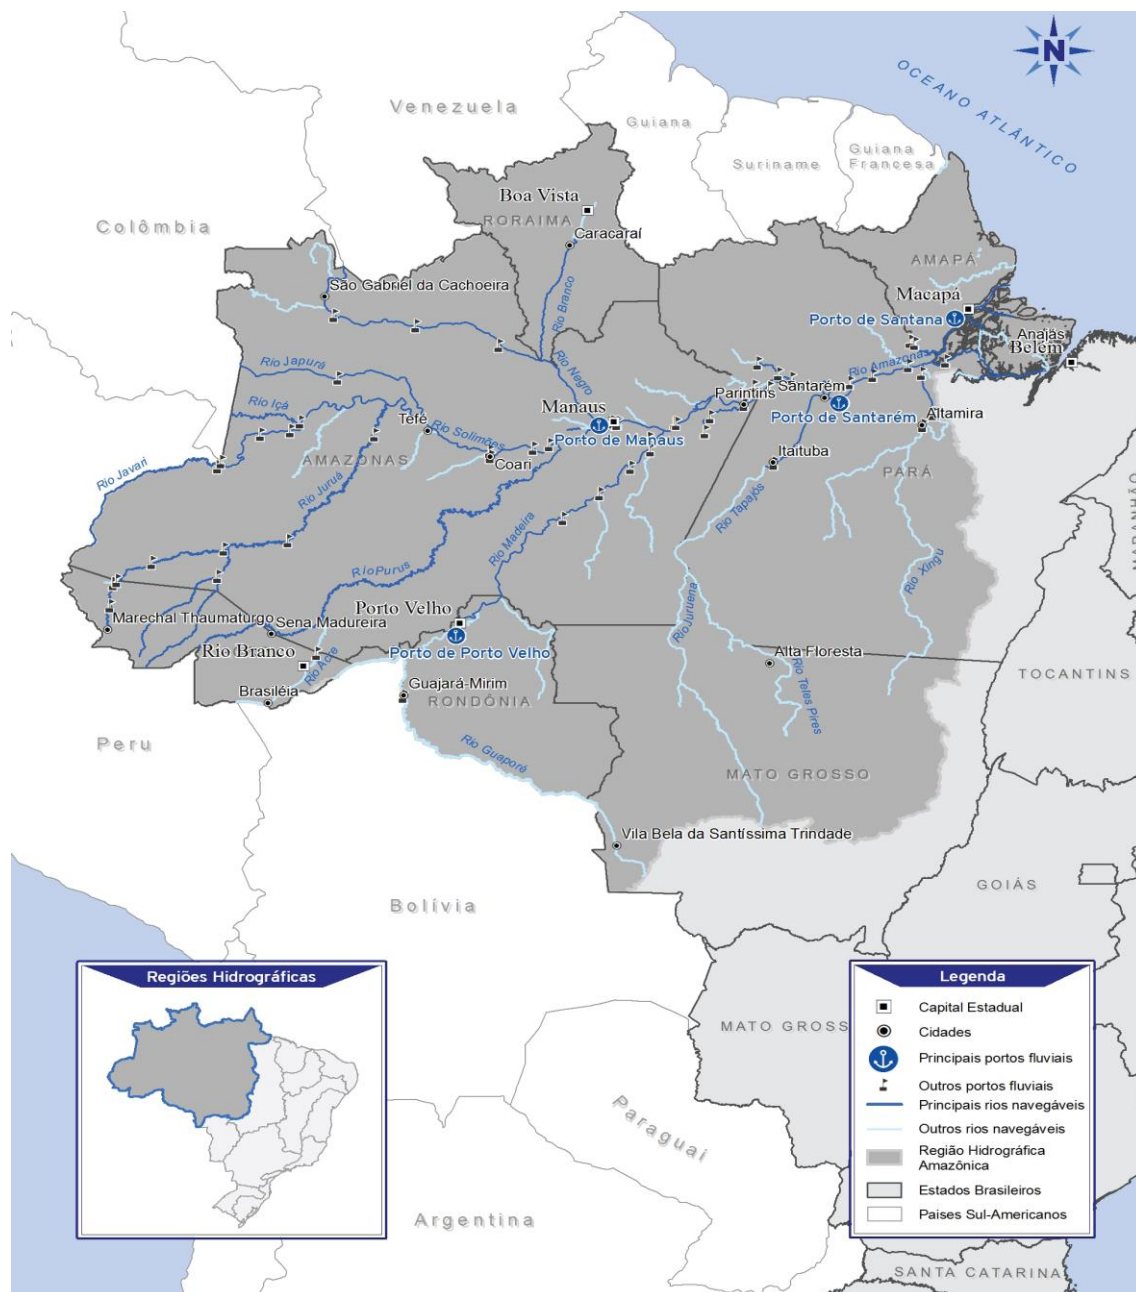 N
OCEANO ATLÂNTICO
Venezuela
Guiana
Suriname
Guiana
Francesa
Boa Vista
RORAIMA
Caracaraí
Colômbia
AMAPÁ
São Gabriel da Cachoeira
Macapá
Rio Branco
Porto de Santana
Anajás
Belém
Rio Japurá
Rio Negro
Rio Amazonas
Santarém
Parintins
Rio Içá
Manaus
Porto de Santarém
Altamira
Tefé
Rio Solimões
Porto de Manaus
AMAZONAS
Coari
Itaituba
PARÁ
Rio Javari
Rio Juruá
Rio Tapajós
MARANHÃO
Rio Madeira
Rio Purus
Rio Xingu
Porto Velho
Rio Juruena
Marechal Thaumaturgo
Sena Madureira
Rio Branco
Porto de Porto Velho
Alta Floresta
Rio Acre
Rio Teles Pires
TOCANTINS
Brasiléia
Guajará-Mirim
RONDÔNIA
Peru
Rio Guaporé
MATO GROSSO
Vila Bela da Santíssima Trindade
GOIÁS
Bolívia
Regiões Hidrográficas
Legenda
Capital Estadual
Cidades
MATO GROSS
Principais portos fluviais
Outros portos fluviais
Principais rios navegáveis
Outros rios navegáveis
Região Hidrográfica
Amazônica
Estados Brasileiros
Paises Sul-Americanos
Paraguai
Argentina
SANTA CATARINA